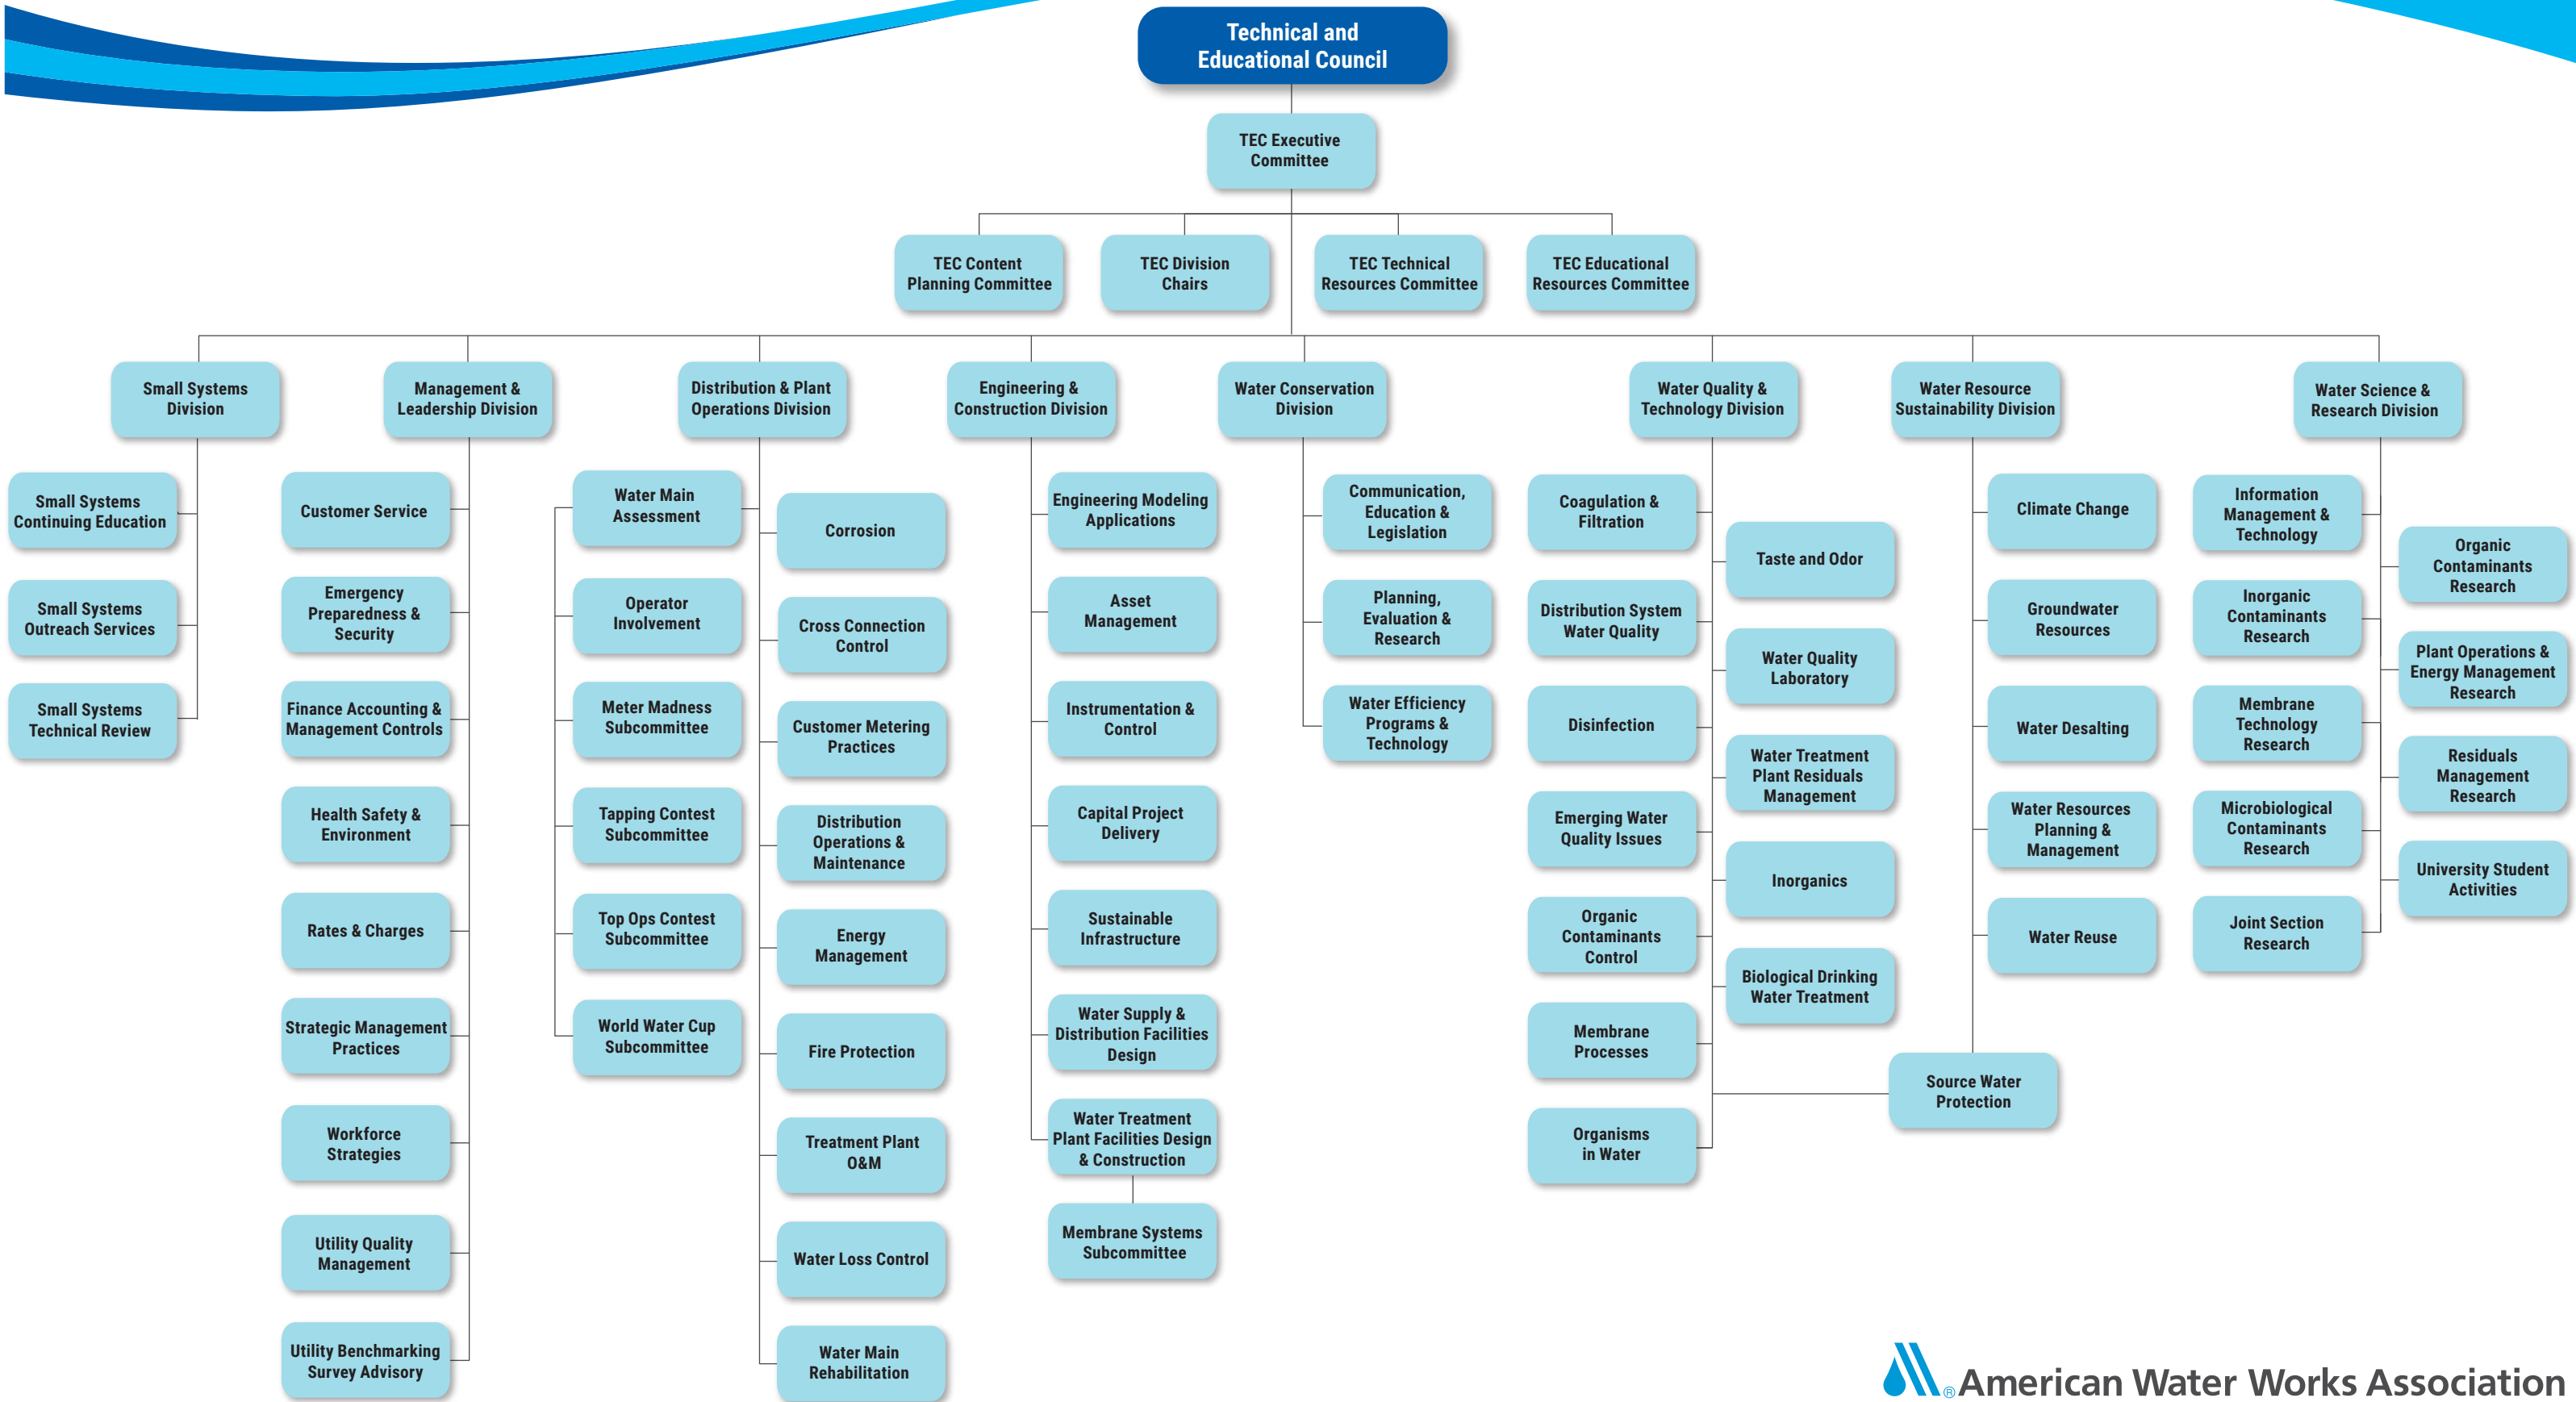 Technical and
Educational Council
TEC Executive
Committee
TEC Content
Planning Committee
TEC Division
Chairs
TEC Technical
Resources Committee
TEC Educational
Resources Committee
Small Systems
Division
Management &
Leadership Division
Distribution & Plant
Operations Division
Engineering &
Construction Division
Water Conservation
Division
Water Quality &
Technology Division
Water Resource
Sustainability Division
Water Science &
Research Division
Small Systems
Continuing Education
Small Systems
Outreach Services
Small Systems
Technical Review
Customer Service
Emergency
Preparedness &
Security
Finance Accounting &
Management Controls
Health Safety &
Environment
Rates & Charges
Strategic Management
Practices
Workforce
Strategies
Utility Quality
Management
Utility Benchmarking
Survey Advisory
Water Main
Assessment
Operator
Involvement
Meter Madness
Subcommittee
Tapping Contest
Subcommittee
Top Ops Contest
Subcommittee
World Water Cup
Subcommittee
Corrosion
Cross Connection
Control
Customer Metering
Practices
Distribution
Operations &
Maintenance
Energy
Management
Fire Protection
Treatment Plant
O&M
Water Loss Control
Water Main
Rehabilitation
Engineering Modeling
Applications
Asset
Management
Instrumentation &
Control
Capital Project
Delivery
Sustainable
Infrastructure
Water Supply &
Distribution Facilities
Design
Water Treatment
Plant Facilities Design
& Construction
Membrane Systems
Subcommittee
Communication,
Education &
Legislation
Planning,
Evaluation &
Research
Water Efficiency
Programs &
Technology
Coagulation &
Filtration
Distribution System
Water Quality
Disinfection
Emerging Water
Quality Issues
Organic
Contaminants
Control
Membrane
Processes
Organisms
in Water
Taste and Odor
Water Quality
Laboratory
Water Treatment
Plant Residuals
Management
Inorganics
Biological Drinking
Water Treatment
Climate Change
Groundwater
Resources
Water Desalting
Water Resources
Planning &
Management
Water Reuse
Source Water
Protection
Information
Management &
Technology
Inorganic
Contaminants
Research
Membrane
Technology
Research
Microbiological
Contaminants
Research
Joint Section
Research
Organic
Contaminants
Research
Plant Operations &
Energy Management
Research
Residuals
Management
Research
University Student
Activities
® American Water Works Association